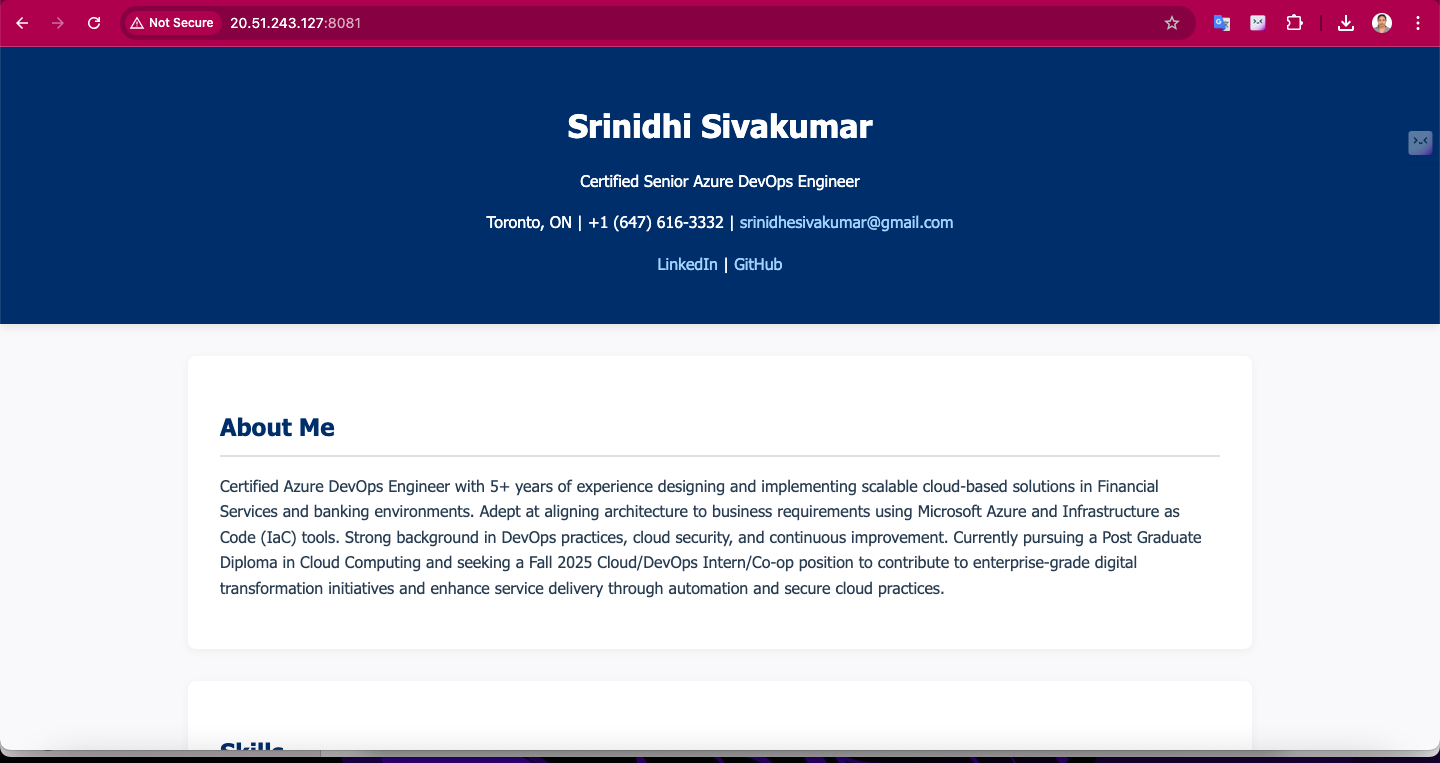 Not Secure 20.51.243.127:8081
Srinidhi Sivakumar
Certified Senior Azure DevOps Engineer
Toronto, ON | +1 (647) 616-3332 | srinidhesivakumar@gmail.com
LinkedIn | GitHub
About Me
Certified Azure DevOps Engineer with 5+ years of experience designing and implementing scalable cloud-based solutions in Financial
Services and banking environments. Adept at aligning architecture to business requirements using Microsoft Azure and Infrastructure as
Code (IaC) tools. Strong background in DevOps practices, cloud security, and continuous improvement. Currently pursuing a Post Graduate
Diploma in Cloud Computing and seeking a Fall 2025 Cloud/DevOps Intern/Co-op position to contribute to enterprise-grade digital
transformation initiatives and enhance service delivery through automation and secure cloud practices.
Skills